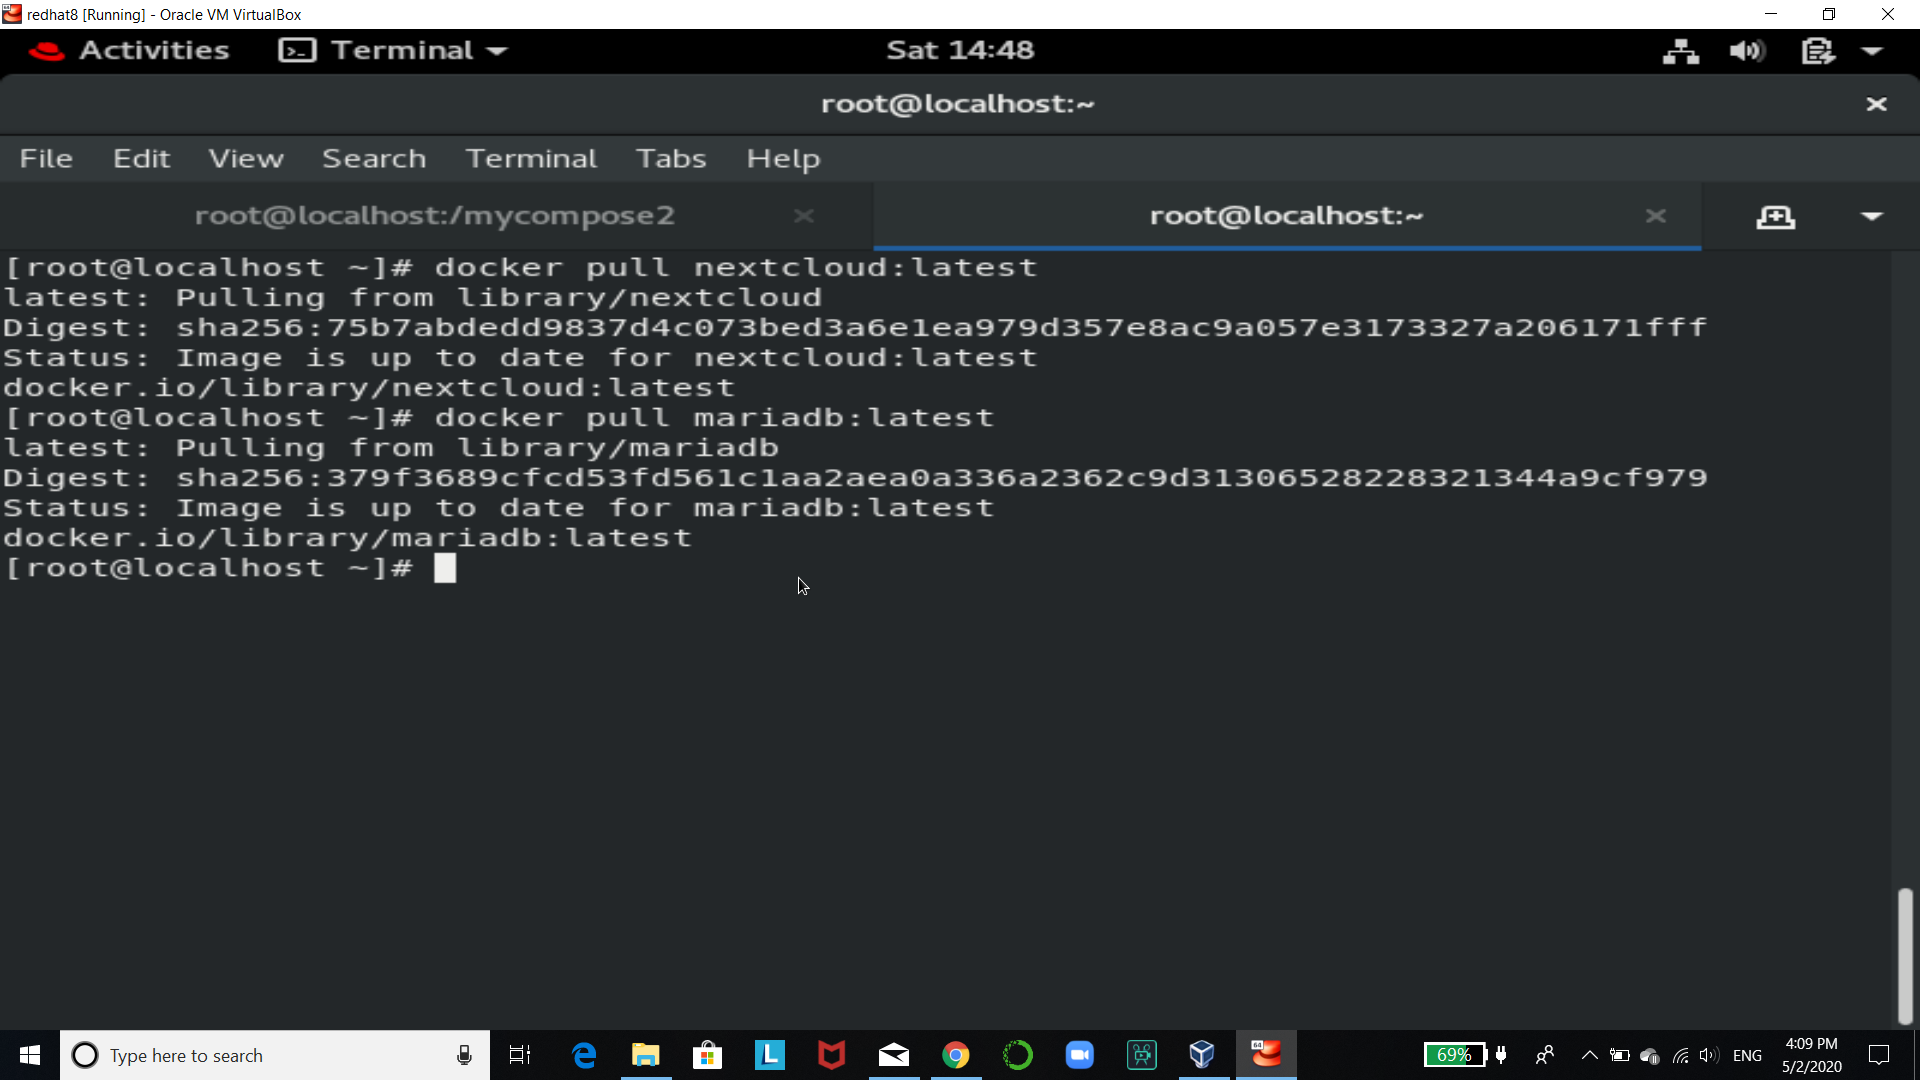 redhat8 [Running] - Oracle VM VirtualBox
Activities Terminal Sat 14:48
root@localhost:~
File Edit View Search Terminal Tabs Help
root@localhost:/mycompose2 root@localhost:~
[root@localhost ~]# docker pull nextcloud:latest
latest: Pulling from library/nextcloud
Digest: sha256:75b7abdedd9837d4c073bed3a6e1ea979d357e8ac9a057e3173327a206171fff
Status: Image is up to date for nextcloud:latest
docker.io/library/nextcloud:latest
[root@localhost ~]# docker pull mariadb:latest
latest: Pulling from library/mariadb
Digest: sha256:379f3689cfcd53fd561c1aa2aea0a336a2362c9d31306528228321344a9cf979
Status: Image is up to date for mariadb:latest
docker.io/library/mariadb:latest
[root@localhost ~]#
Type here to search 69% ENG 4:09 PM
5/2/2020